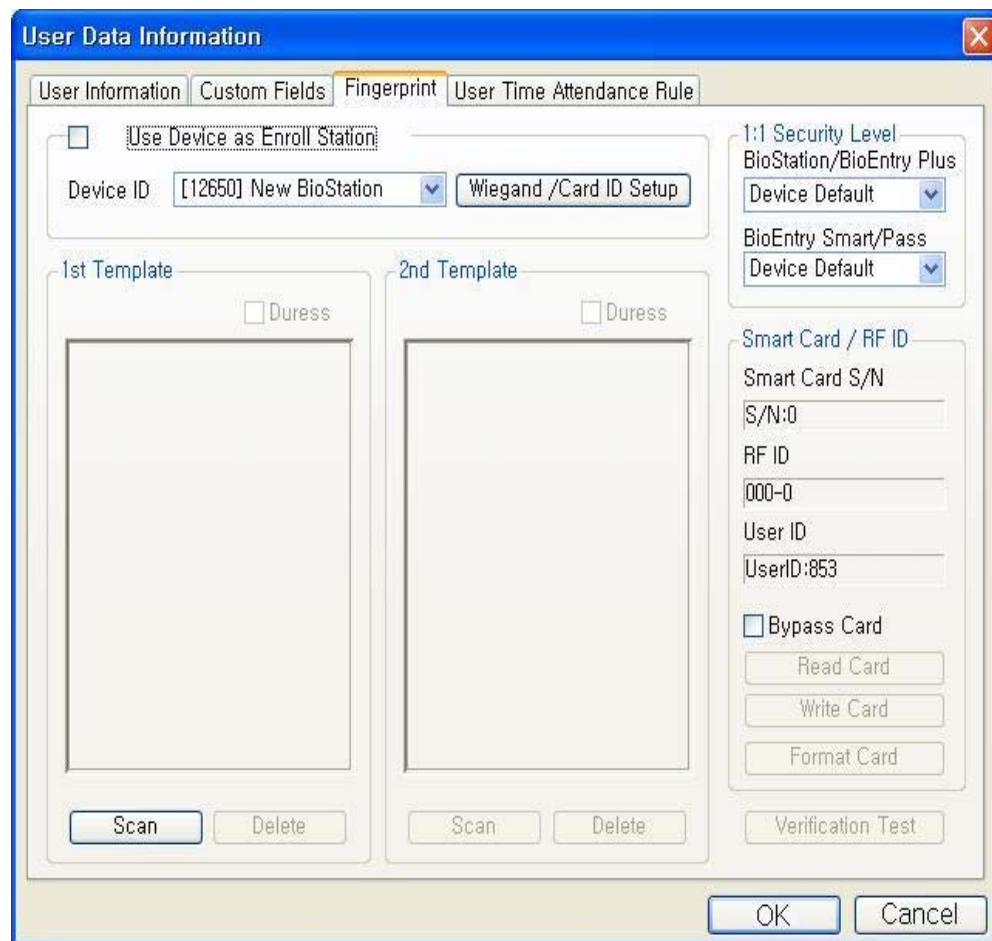 User Data Information
User Information Custom Fields Fingerprint User Time Attendance Rule
Use Device as Enroll Station
Device ID [12650] New BioStation Wiegand /Card ID Setup
1st Template
Duress
Scan Delete
2nd Template
Duress
Scan Delete
1:1 Security Level
BioStation/BioEntry Plus
Device Default
BioEntry Smart/Pass
Device Default
Smart Card / RF ID
Smart Card S/N
S/N:0
RF ID
000-0
User ID
UserID:853
Bypass Card
Read Card
Write Card
Format Card
Verification Test
OK Cancel